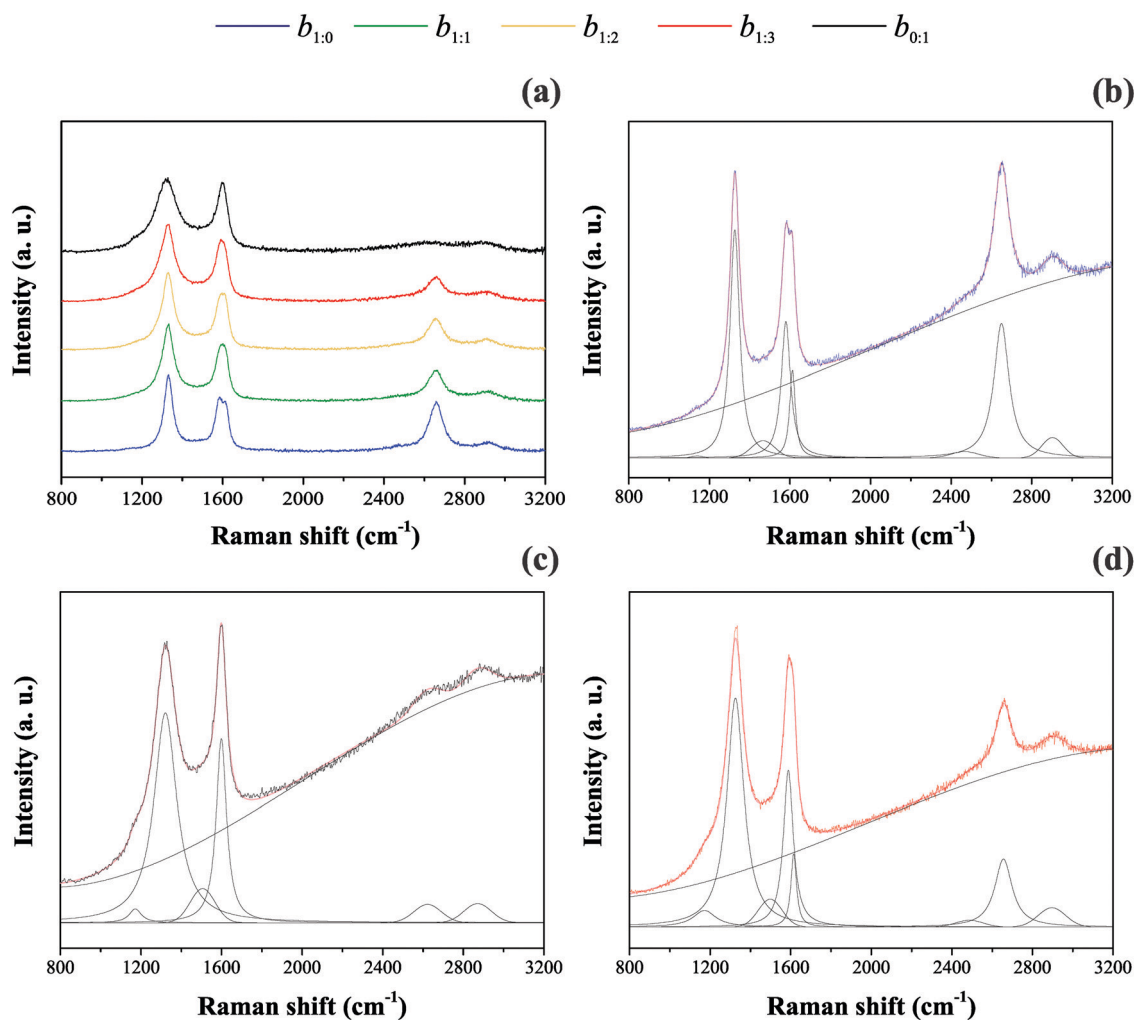 b1:0 b1:1 b1:2 b1:3 b0:1
(a)
Intensity (a. u.)
800 1200 1600 2000 2400 2800 3200
Raman shift (cm-1)
(b)
Intensity (a. u.)
800 1200 1600 2000 2400 2800 3200
Raman shift (cm-1)
(c)
Intensity (a. u.)
800 1200 1600 2000 2400 2800 3200
Raman shift (cm-1)
(d)
Intensity (a. u.)
800 1200 1600 2000 2400 2800 3200
Raman shift (cm-1)